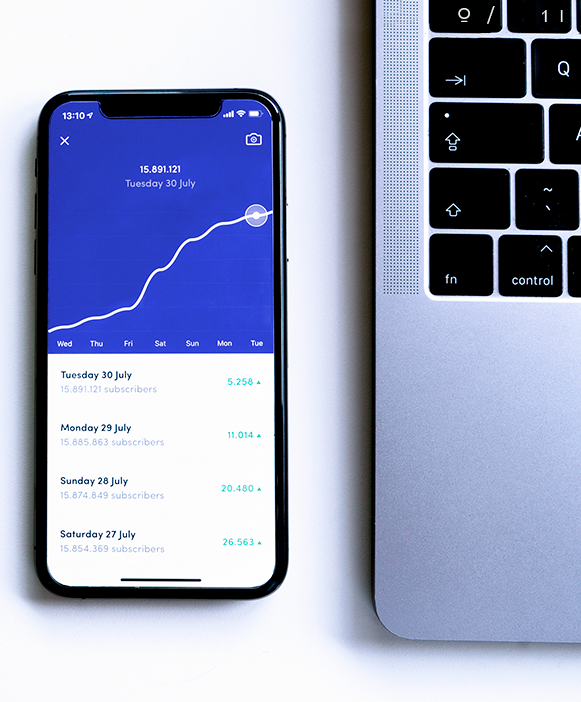 13:10
15.891.121
Tuesday 30 July
Wed Thu Fri Sat Sun Mon Tue
Tuesday 30 July
15.891.121 subscribers
5.258 ▲
Monday 29 July
15.885.863 subscribers
11.014 ▲
Sunday 28 July
15.874.849 subscribers
20.480 ▲
Saturday 27 July
15.854.369 subscribers
26.563 ▲
º /
1 |
Q
~
fn
control